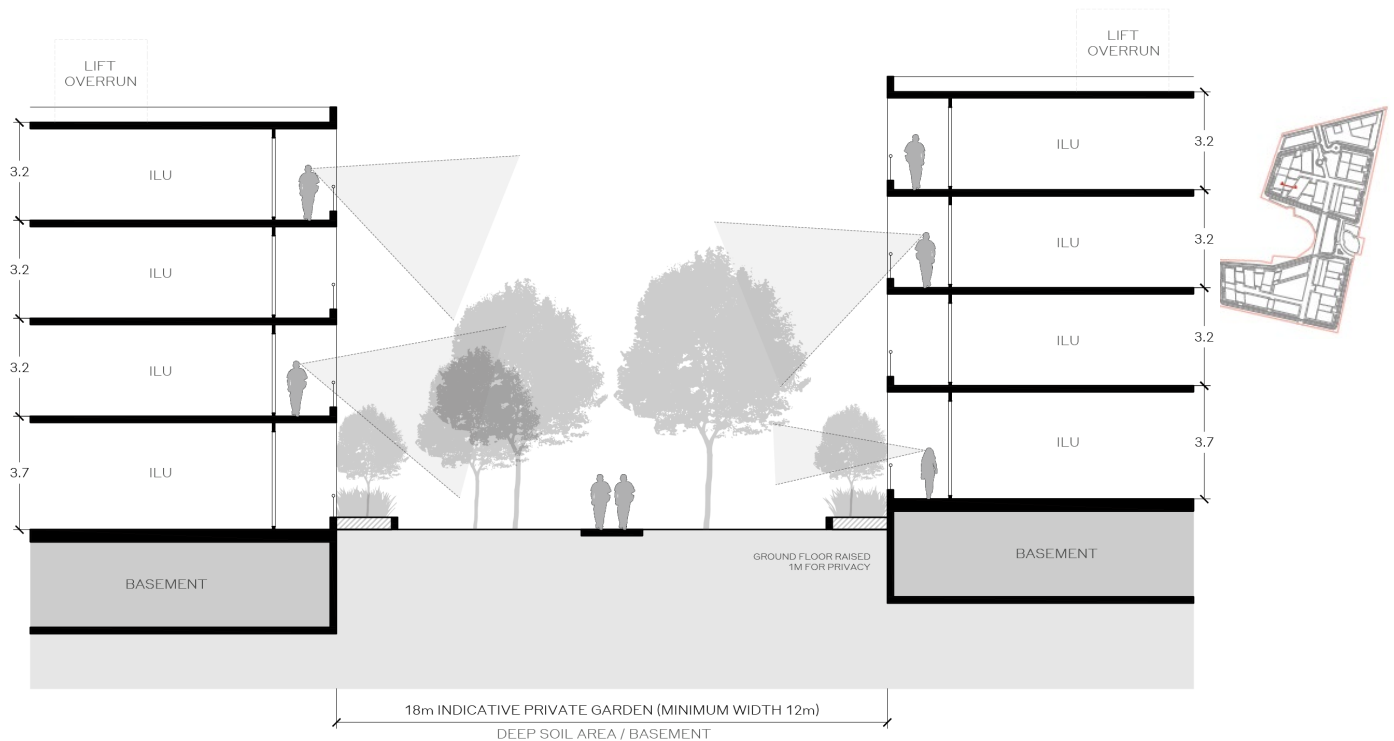 LIFT
OVERRUN
LIFT
OVERRUN
3.2
ILU
ILU
3.2
3.2
ILU
ILU
3.2
3.2
ILU
ILU
3.2
3.7
ILU
ILU
3.7
GROUND FLOOR RAISED
1M FOR PRIVACY
BASEMENT
BASEMENT
18m INDICATIVE PRIVATE GARDEN (MINIMUM WIDTH 12m)
DEEP SOIL AREA / BASEMENT